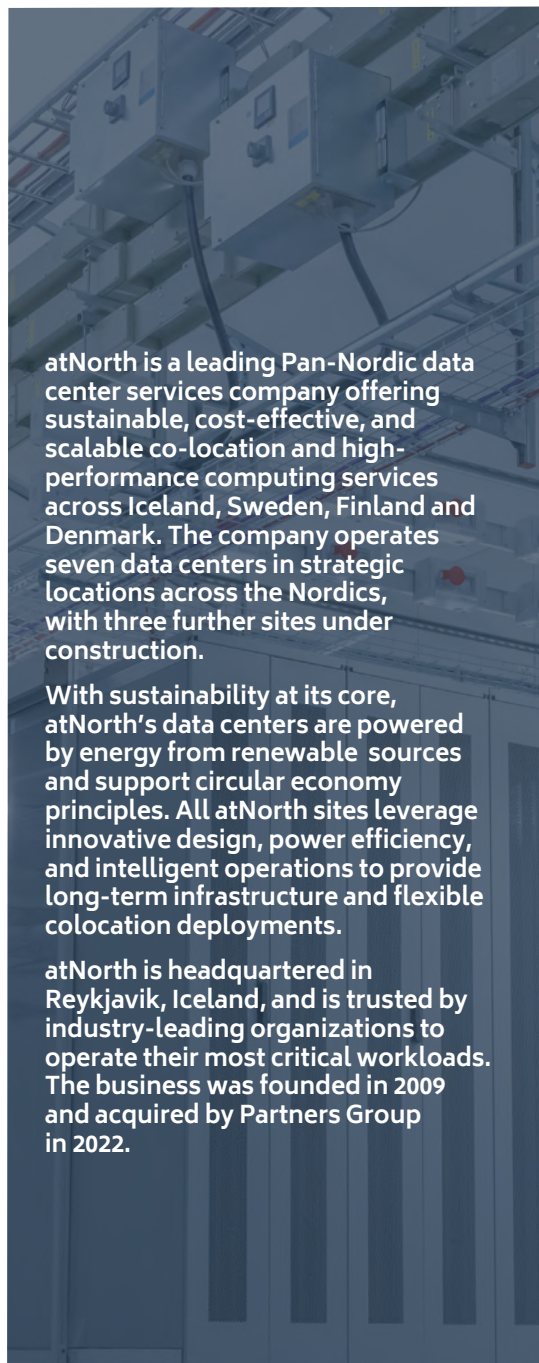 atNorth is a leading Pan-Nordic data
center services company offering
sustainable, cost-effective, and
scalable co-location and high-
performance computing services
across Iceland, Sweden, Finland and
Denmark. The company operates
seven data centers in strategic
locations across the Nordics,
with three further sites under
construction.
With sustainability at its core,
atNorth’s data centers are powered
by energy from renewable sources
and support circular economy
principles. All atNorth sites leverage
innovative design, power efficiency,
and intelligent operations to provide
long-term infrastructure and flexible
colocation deployments.
atNorth is headquartered in
Reykjavik, Iceland, and is trusted by
industry-leading organizations to
operate their most critical workloads.
The business was founded in 2009
and acquired by Partners Group
in 2022.